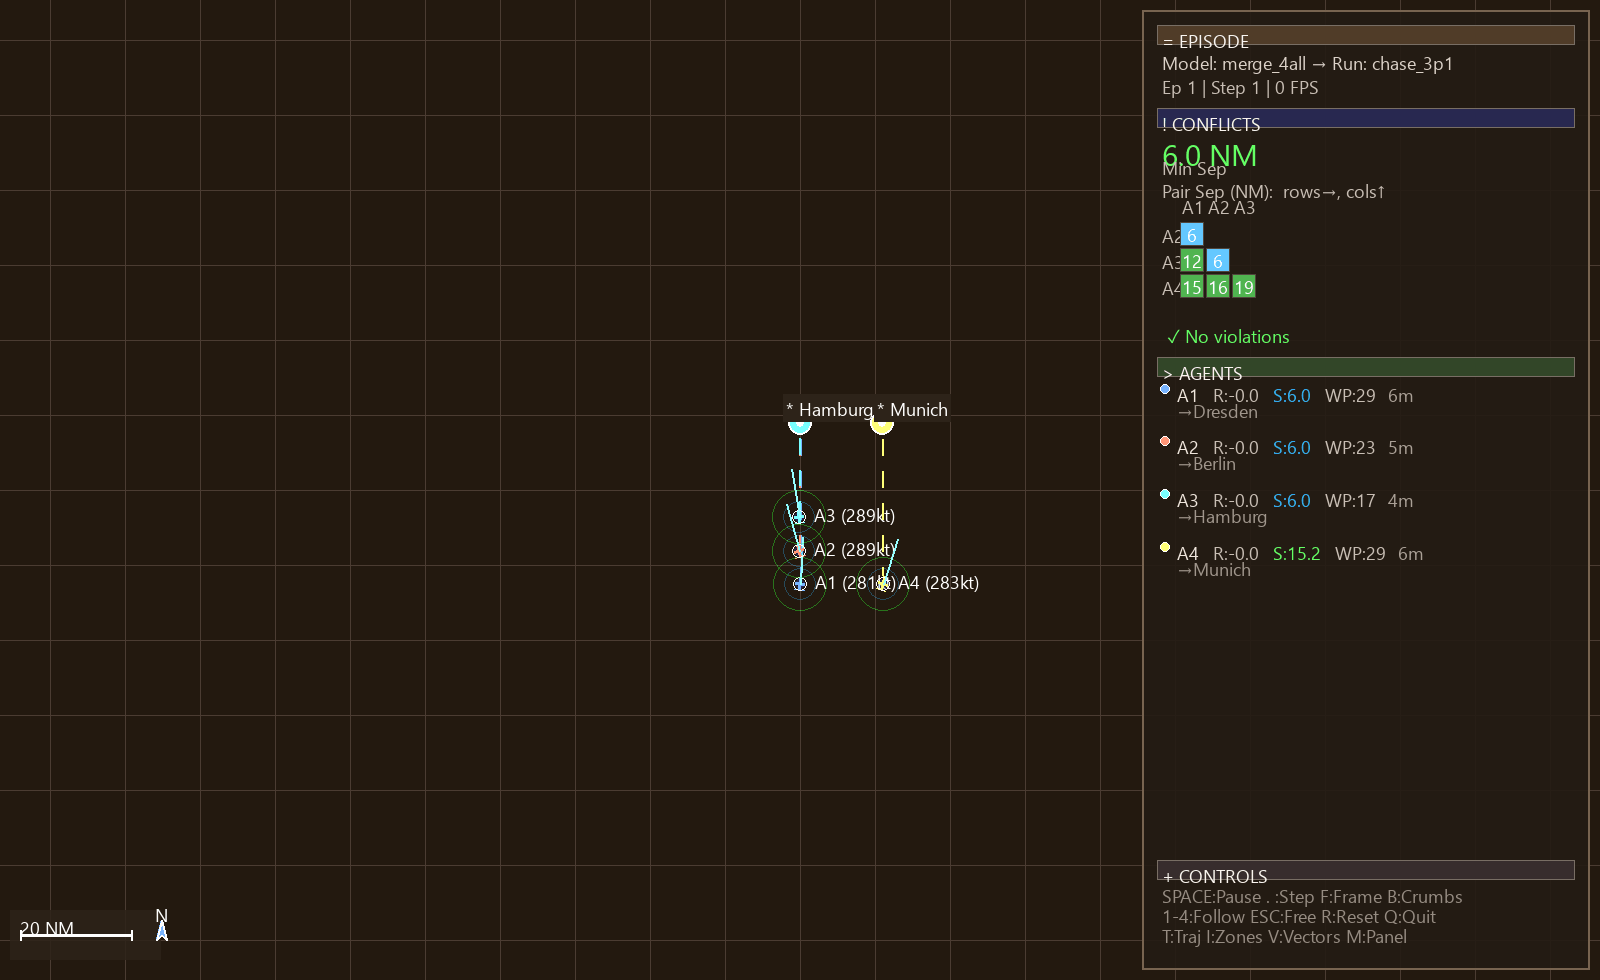 = EPISODE
Model: merge_4all → Run: chase_3p1
Ep 1 | Step 1 | 0 FPS
! CONFLICTS
6.0 NM
Min Sep
Pair Sep (NM):  rows→, cols↑
A1 A2 A3
A2 6
A3 12 6
A4 15 16 19
✓ No violations
> AGENTS
A1 R:-0.0 S:6.0 WP:29 6m
→Dresden
A2 R:-0.0 S:6.0 WP:23 5m
→Berlin
A3 R:-0.0 S:6.0 WP:17 4m
→Hamburg
A4 R:-0.0 S:15.2 WP:29 6m
→Munich
* Hamburg * Munich
A3 (289kt)
A2 (289kt)
A1 (281kt) A4 (283kt)
+ CONTROLS
SPACE:Pause . :Step F:Frame B:Crumbs
1-4:Follow ESC:Free R:Reset Q:Quit
T:Traj I:Zones V:Vectors M:Panel
20 NM
N